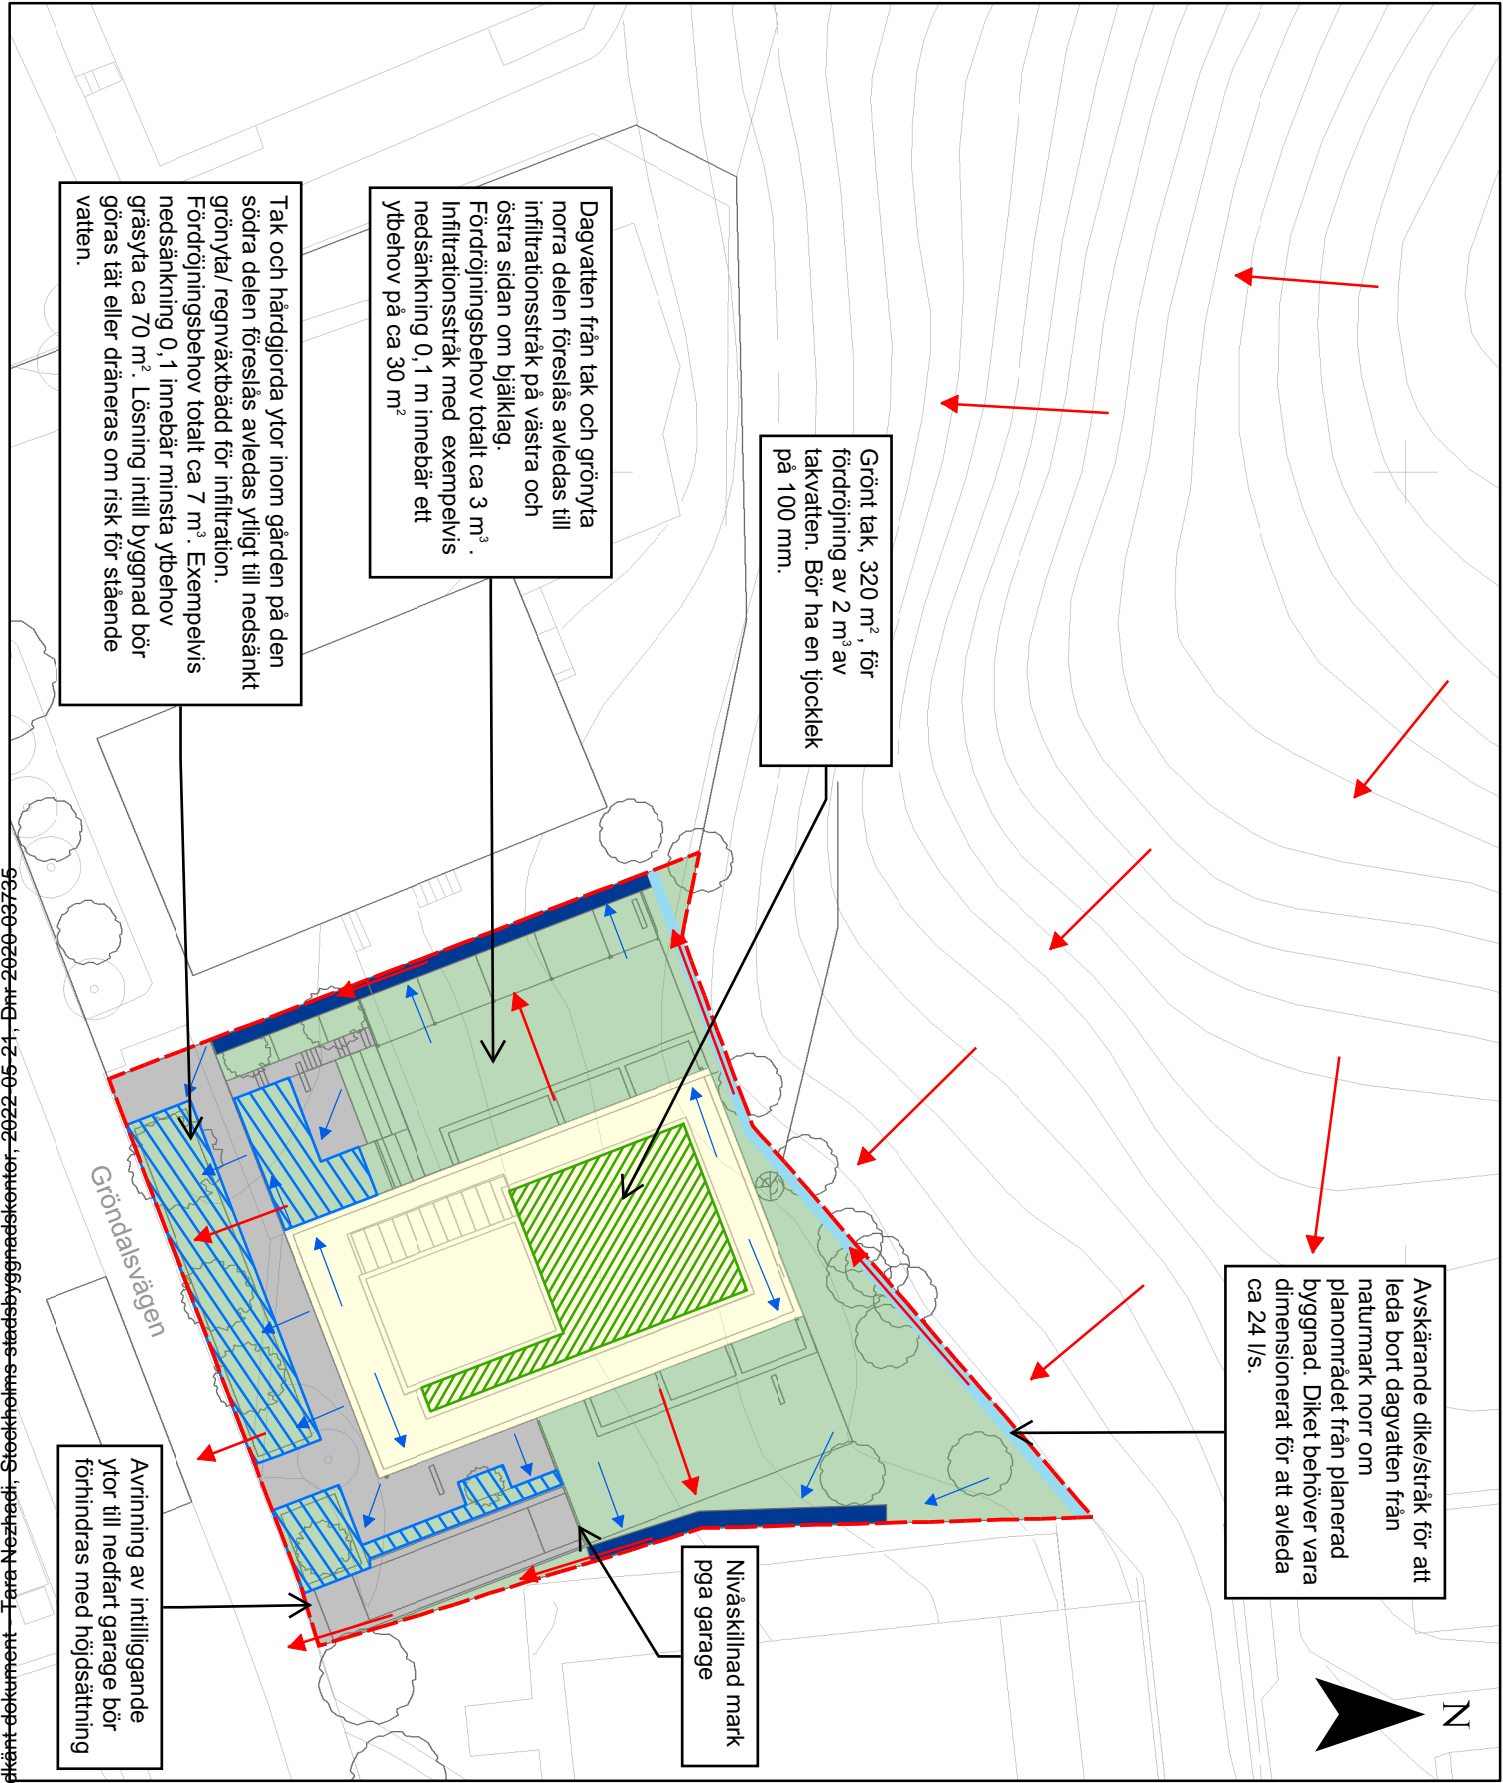 N
Avskärande dike/stråk för att
leda bort dagvatten från
naturmark norr om
planområdet från planerad
byggnad. Diket behöver vara
dimensionerat för att avleda
ca 24 l/s.
Grönt tak, 320 m², för
fördröjning av 2 m³ av
takvatten. Bör ha en tjocklek
på 100 mm.
Nivåskillnad mark
pga garage
Dagvatten från tak och grönyta
norra delen föreslås avledas till
infiltrationsstråk på västra och
östra sidan om bjälklag.
Fördröjningsbehov totalt ca 3 m³ .
Infiltrationsstråk med exempelvis
nedsänkning 0,1 m innebär ett
ytbehov på ca 30 m²
Tak och hårdgjorda ytor inom gården på den
södra delen föreslås avledas ytligt till nedsänkt
grönyta/ regnväxtbädd för infiltration.
Fördröjningsbehov totalt ca 7 m³. Exempelvis
nedsänkning 0,1 innebär minsta ytbehov
gräsyta ca 70 m². Lösning intill byggnad bör
göras tät eller dräneras om risk för stående
vatten.
Gröndalsvägen
Avrinning av intilliggande
ytor till nedfart garage bör
förhindras med höjdsättning
dkänt dokument - Tara Nezhadi, Stockholms stadsbyggnadskontor, 2022-05-21, Dnr 2020-03735